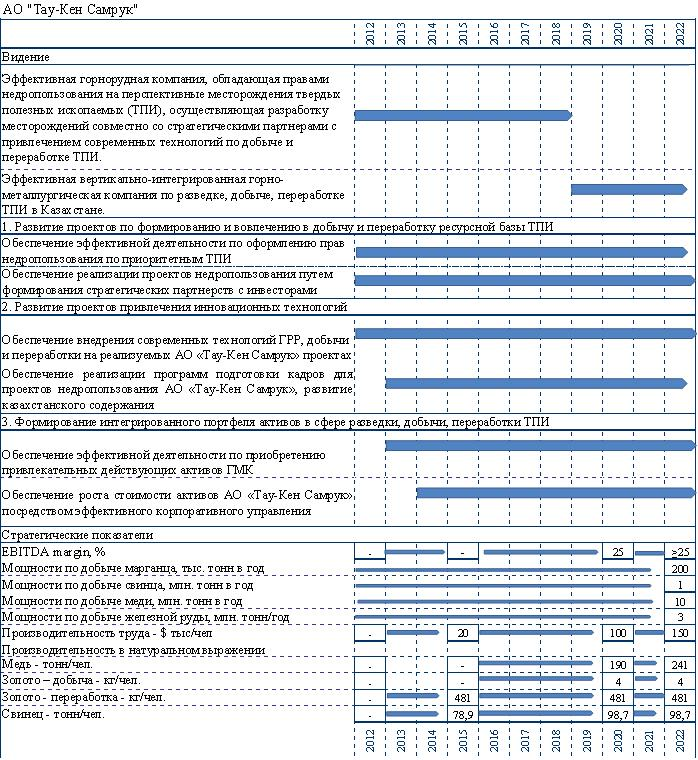 АО "Тау-Кен Самрук"
2012 2013 2014 2015 2016 2017 2018 2019 2020 2021 2022
Видение
Эффективная горнорудная компания, обладающая правами
недропользования на перспективные месторождения твердых
полезных ископаемых (ТПИ), осуществляющая разработку
месторождений совместно со стратегическими партнерами с
привлечением современных технологий по добыче и
переработке ТПИ.
Эффективная вертикально-интегрированная горно-
металлургическая компания по разведке, добыче, переработке
ТПИ в Казахстане.
1. Развитие проектов по формированию и вовлечению в добычу и переработку ресурсной базы ТПИ
Обеспечение эффективной деятельности по оформлению прав
недропользования по приоритетным ТПИ
Обеспечение реализации проектов недропользования путем
формирования стратегических партнерств с инвесторами
2. Развитие проектов привлечения инновационных технологий
Обеспечение внедрения современных технологий ГРР, добычи
и переработки на реализуемых АО «Тау-Кен Самрук» проектах
Обеспечение реализации программ подготовки кадров для
проектов недропользования АО «Тау-Кен Самрук», развитие
казахстанского содержания
3. Формирование интегрированного портфеля активов в сфере разведки, добычи, переработки ТПИ
Обеспечение эффективной деятельности по приобретению
привлекательных действующих активов ГМК
Обеспечение роста стоимости активов АО «Тау-Кен Самрук»
посредством эффективного корпоративного управления
Стратегические показатели
EBITDA margin, % - - 25 ≥25
Мощности по добыче марганца, тыс. тонн в год 200
Мощности по добыче свинца, млн. тонн в год 1
Мощности по добыче меди, млн. тонн в год 10
Мощности по добыче железной руды, млн. тонн/год 3
Производительность труда - $ тыс/чел - 20 100 150
Производительность в натуральном выражении
Медь - тонн/чел. - - 190 241
Золото – добыча - кг/чел. - - 4 4
Золото - переработка - кг/чел. - 481 481 481
Свинец - тонн/чел. - 78,9 98,7 98,7
2012 2013 2014 2015 2016 2017 2018 2019 2020 2021 2022